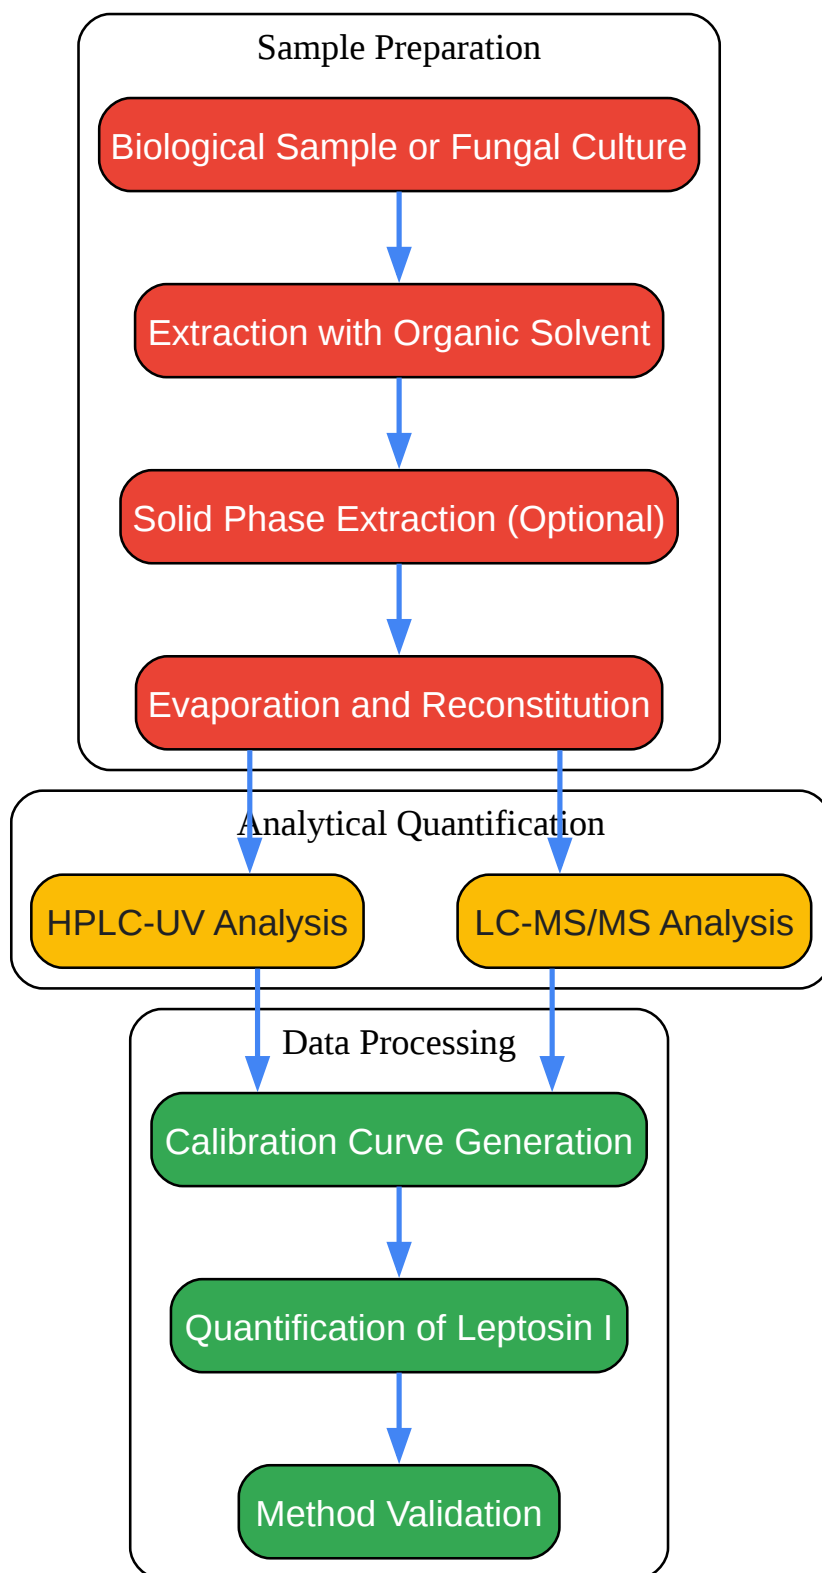 Sample Preparation
Biological Sample or Fungal Culture
Extraction with Organic Solvent
Solid Phase Extraction (Optional)
Evaporation and Reconstitution
Analytical Quantification
HPLC-UV Analysis
LC-MS/MS Analysis
Data Processing
Calibration Curve Generation
Quantification of Leptosin I
Method Validation